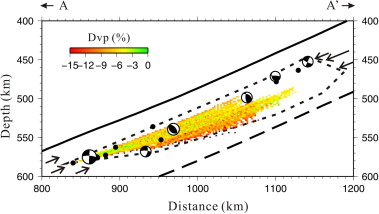 A A'
400 400
Dvp (%)
450 450
−15 −12 −9 −6 −3 0
500 500
Depth (km)
550 550
600 600
800 900 1000 1100 1200
Distance (km)